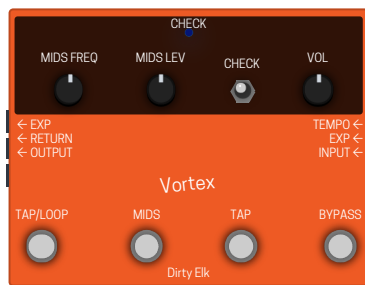 CHECK
MIDS FREQ
MIDS LEV
CHECK
VOL
← EXP
← RETURN
← OUTPUT
TEMPO ←
EXP ←
INPUT ←
Vortex
TAP/LOOP
MIDS
TAP
BYPASS
Dirty Elk